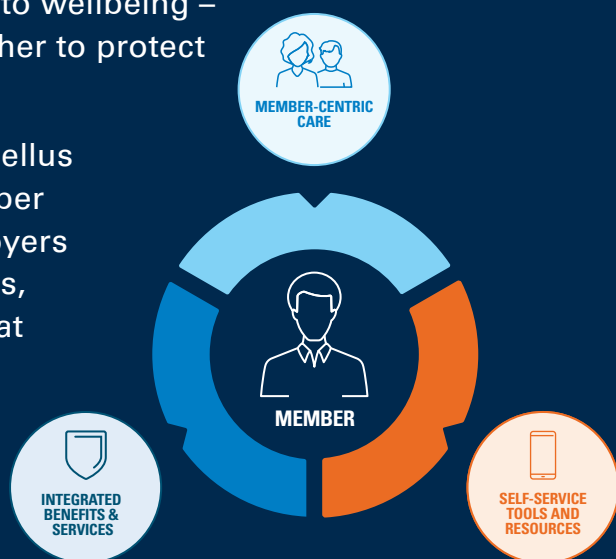 to wellbeing –
her to protect
ellus
ber
oyers
s,
at
MEMBER-CENTRIC
CARE
MEMBER
INTEGRATED
BENEFITS &
SERVICES
SELF-SERVICE
TOOLS AND
RESOURCES